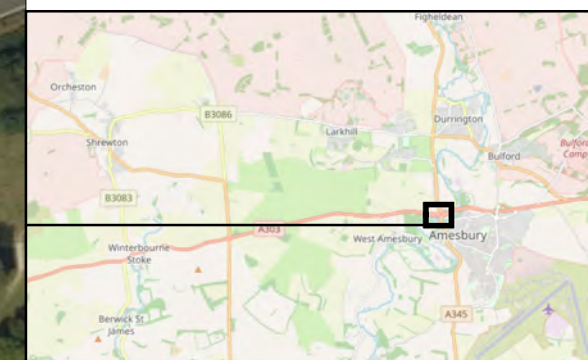 Figheldean
Orcheston
B3086
Durrington
Larkhill
Shrewton
Bulford
Bulford
Camp
B3083
A303
West Amesbury
Amesbury
Winterbourne
Stoke
A345
Berwick St
James